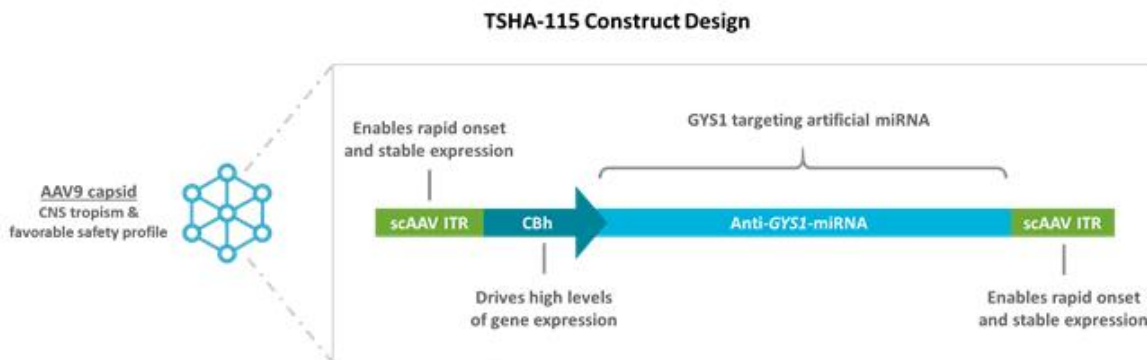 TSHA-115 Construct Design
AAV9 capsid
CNS tropism &
favorable safety profile
Enables rapid onset
and stable expression
GYS1 targeting artificial miRNA
scAAV ITR
CBh
Anti-GYS1-miRNA
scAAV ITR
Drives high levels
of gene expression
Enables rapid onset
and stable expression